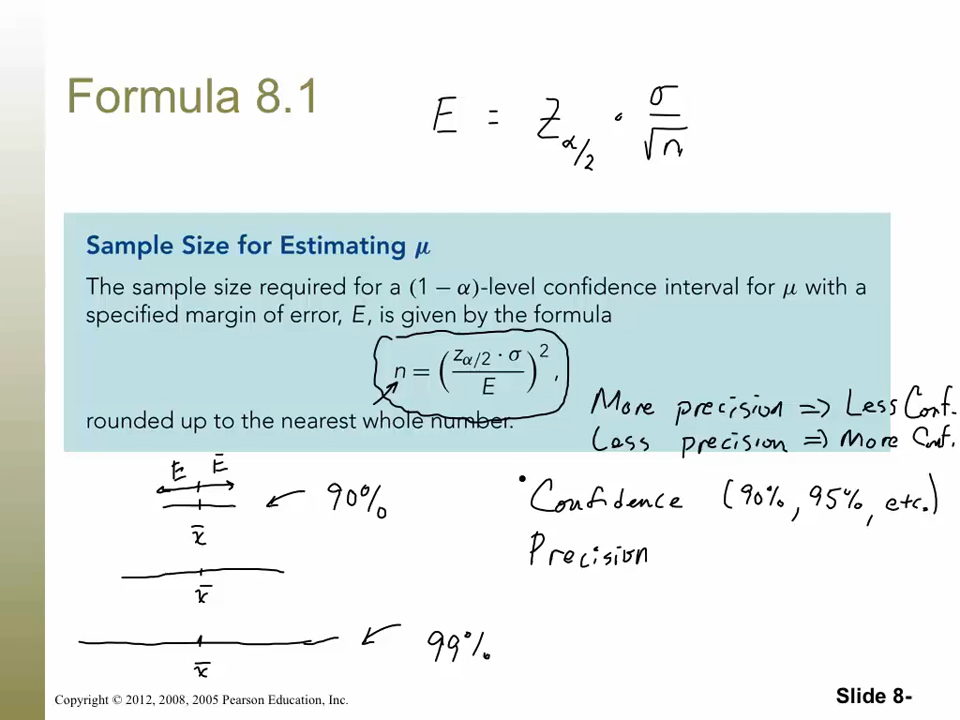 Formula 8.1
E = Z_{α/2} · σ/√n
Sample Size for Estimating μ
The sample size required for a (1 − α)-level confidence interval for μ with a
specified margin of error, E, is given by the formula
n = (z_{α/2} · σ / E)²,
rounded up to the nearest whole number.
More precision ⇒ Less Conf.
Less precision ⇒ More Conf.
E E
90%
x̄
Confidence (90%, 95%, etc.)
Precision
x̄
99%
x̄
Copyright © 2012, 2008, 2005 Pearson Education, Inc.
Slide 8-